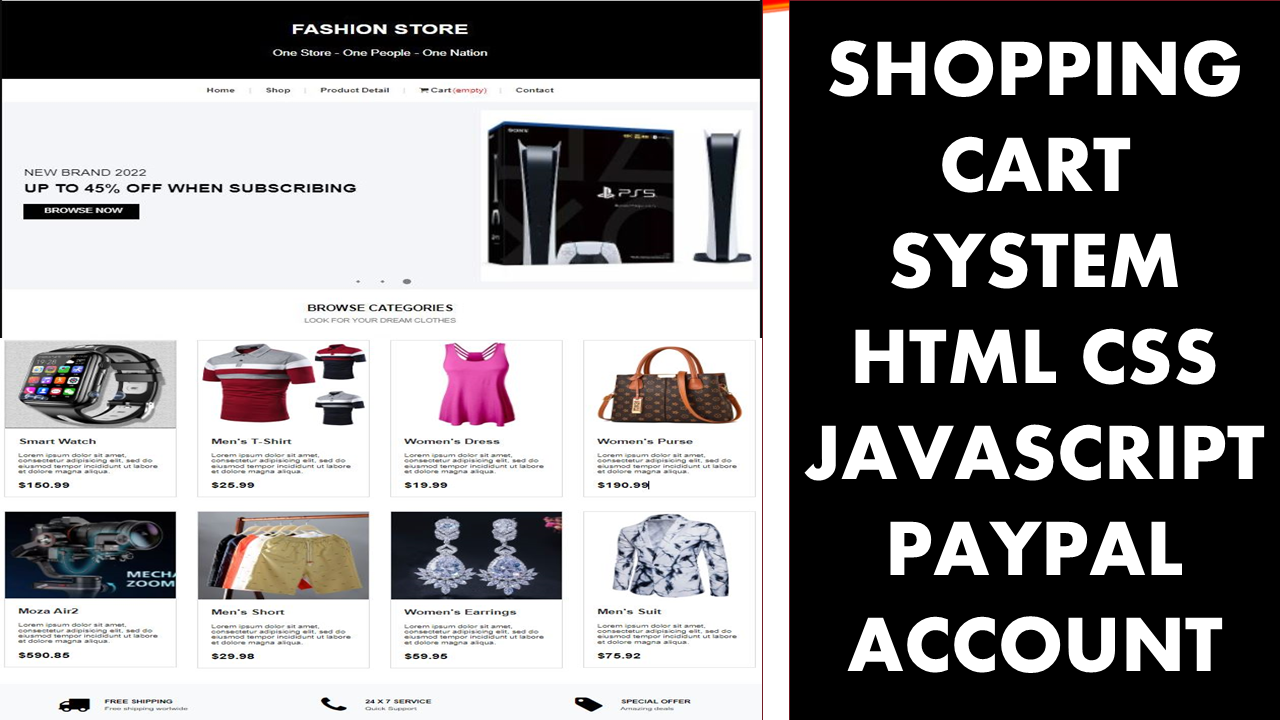 FASHION STORE
One Store - One People - One Nation
Home
Shop
Product Detail
Cart(empty)
Contact
NEW BRAND 2022
UP TO 45% OFF WHEN SUBSCRIBING
BROWSE NOW
SONY
PS5
BROWSE CATEGORIES
LOOK FOR YOUR DREAM CLOTHES
Smart Watch
Lorem ipsum dolor sit amet,
consectetur adipisicing elit, sed do
eiusmod tempor incididunt ut labore
et dolore magna aliqua.
$150.99
Men's T-Shirt
Lorem ipsum dolor sit amet,
consectetur adipisicing elit, sed do
eiusmod tempor incididunt ut labore
et dolore magna aliqua.
$25.99
Women's Dress
Lorem ipsum dolor sit amet,
consectetur adipisicing elit, sed do
eiusmod tempor incididunt ut labore
et dolore magna aliqua.
$19.99
Women's Purse
Lorem ipsum dolor sit amet,
consectetur adipisicing elit, sed do
eiusmod tempor incididunt ut labore
et dolore magna aliqua.
$190.99
MECHA
ZOOM
Moza Air2
Lorem ipsum dolor sit amet,
consectetur adipisicing elit, sed do
eiusmod tempor incididunt ut labore
et dolore magna aliqua.
$590.85
Men's Short
Lorem ipsum dolor sit amet,
consectetur adipisicing elit, sed do
eiusmod tempor incididunt ut labore
et dolore magna aliqua.
$29.98
Women's Earrings
Lorem ipsum dolor sit amet,
consectetur adipisicing elit, sed do
eiusmod tempor incididunt ut labore
et dolore magna aliqua.
$59.95
Men's Suit
Lorem ipsum dolor sit amet,
consectetur adipisicing elit, sed do
eiusmod tempor incididunt ut labore
et dolore magna aliqua.
$75.92
FREE SHIPPING
Free shipping worlwide
24 X 7 SERVICE
Quick Support
SPECIAL OFFER
Amazing deals
SHOPPING
CART
SYSTEM
HTML CSS
JAVASCRIPT
PAYPAL
ACCOUNT